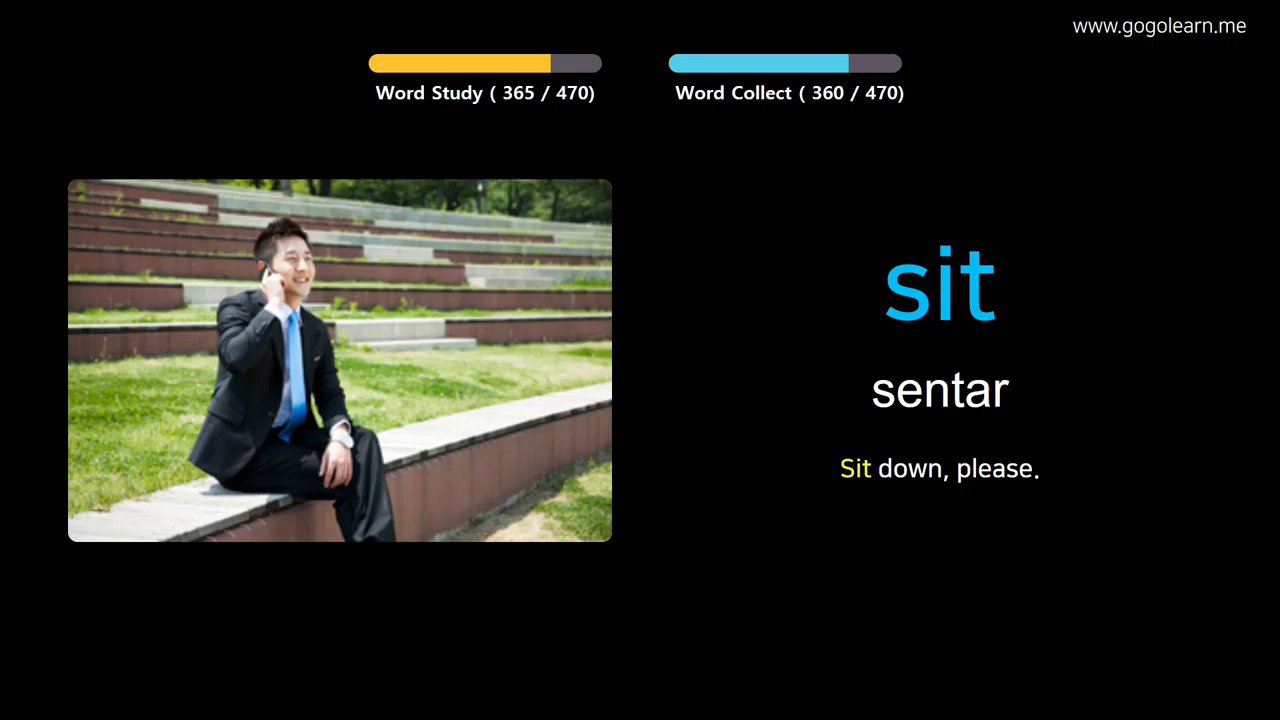 www.gogolearn.me
Word Study ( 365 / 470)
Word Collect ( 360 / 470)
sit
sentar
Sit down, please.